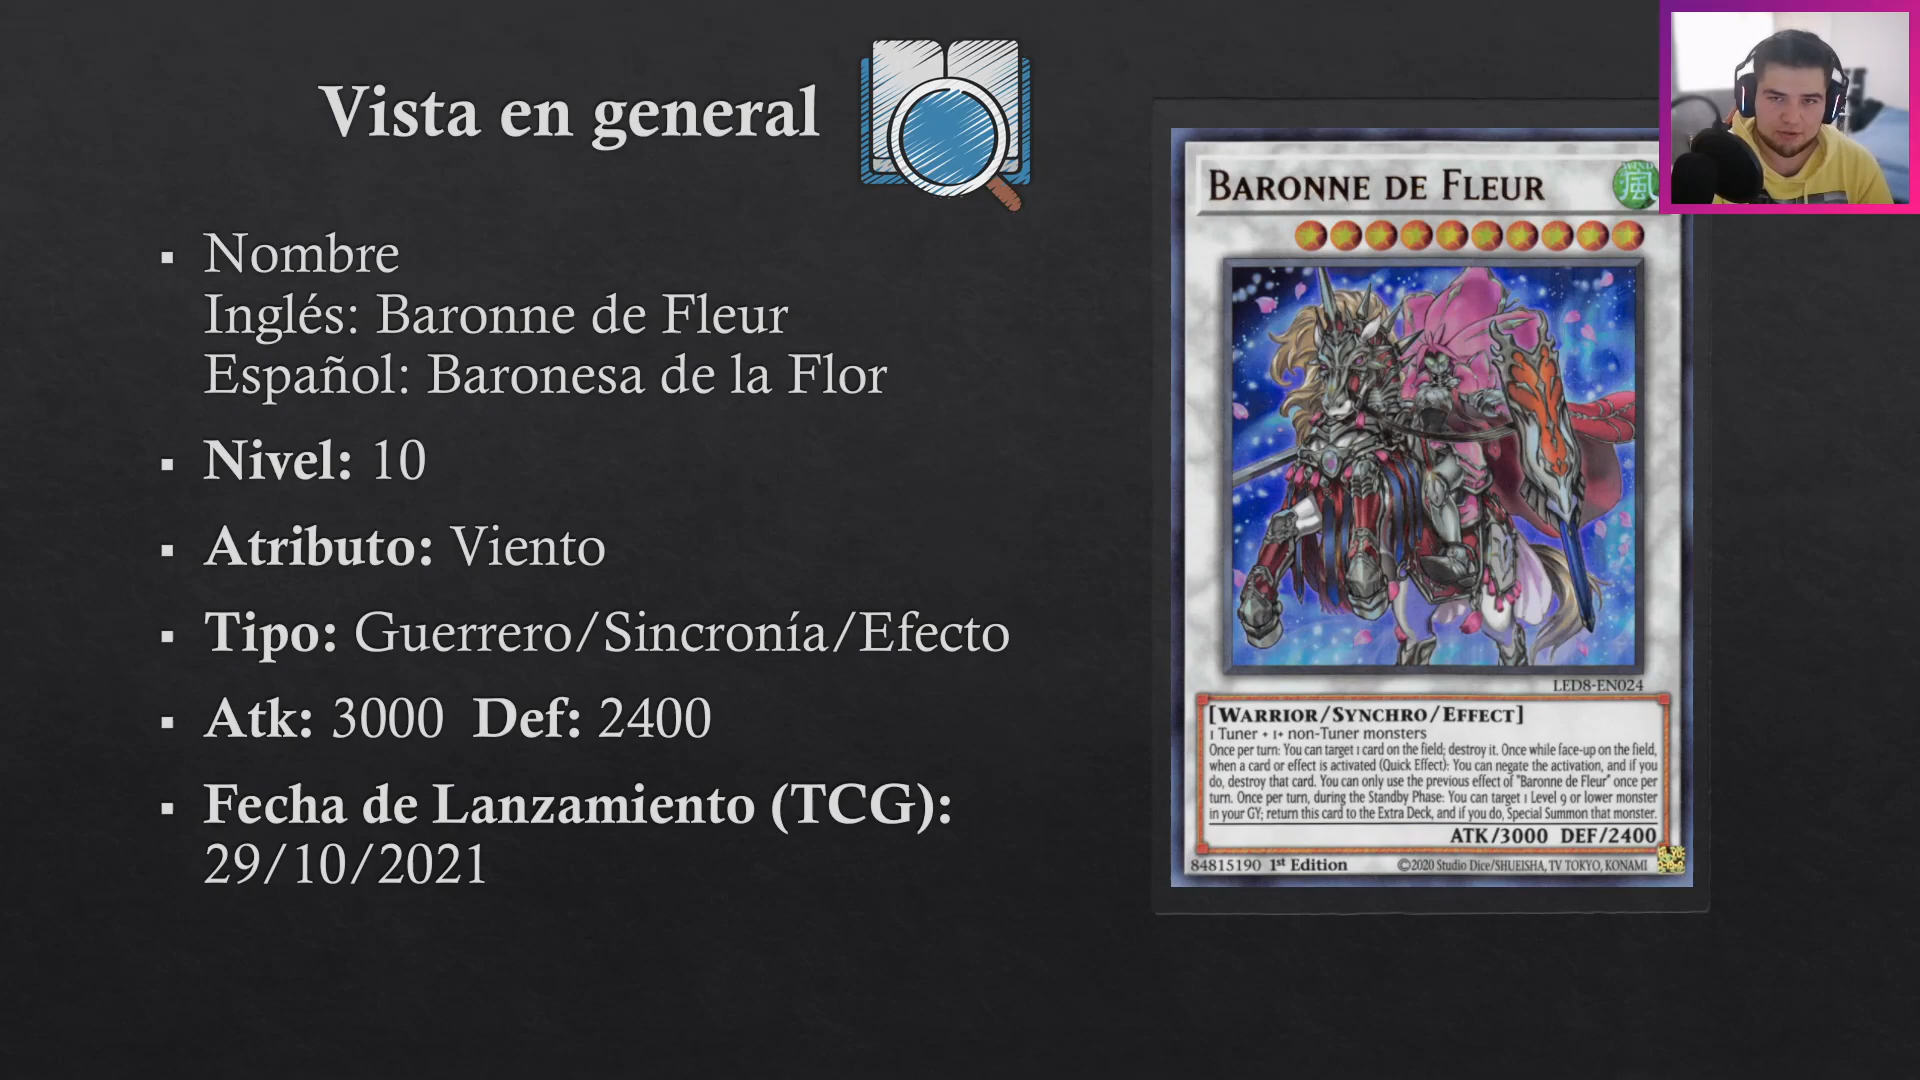 Vista en general
▪ Nombre
Inglés: Baronne de Fleur
Español: Baronesa de la Flor
▪ Nivel: 10
▪ Atributo: Viento
▪ Tipo: Guerrero/Sincronía/Efecto
▪ Atk: 3000 Def: 2400
▪ Fecha de Lanzamiento (TCG):
29/10/2021
BARONNE DE FLEUR
WIND
風
LED8-EN024
[WARRIOR/SYNCHRO/EFFECT]
1 Tuner + 1+ non-Tuner monsters
Once per turn: You can target 1 card on the field; destroy it. Once while face-up on the field,
when a card or effect is activated (Quick Effect): You can negate the activation, and if you
do, destroy that card. You can only use the previous effect of "Baronne de Fleur" once per
turn. Once per turn, during the Standby Phase: You can target 1 Level 9 or lower monster
in your GY; return this card to the Extra Deck, and if you do, Special Summon that monster.
ATK/3000 DEF/2400
84815190 1st Edition ©2020 Studio Dice/SHUEISHA, TV TOKYO, KONAMI